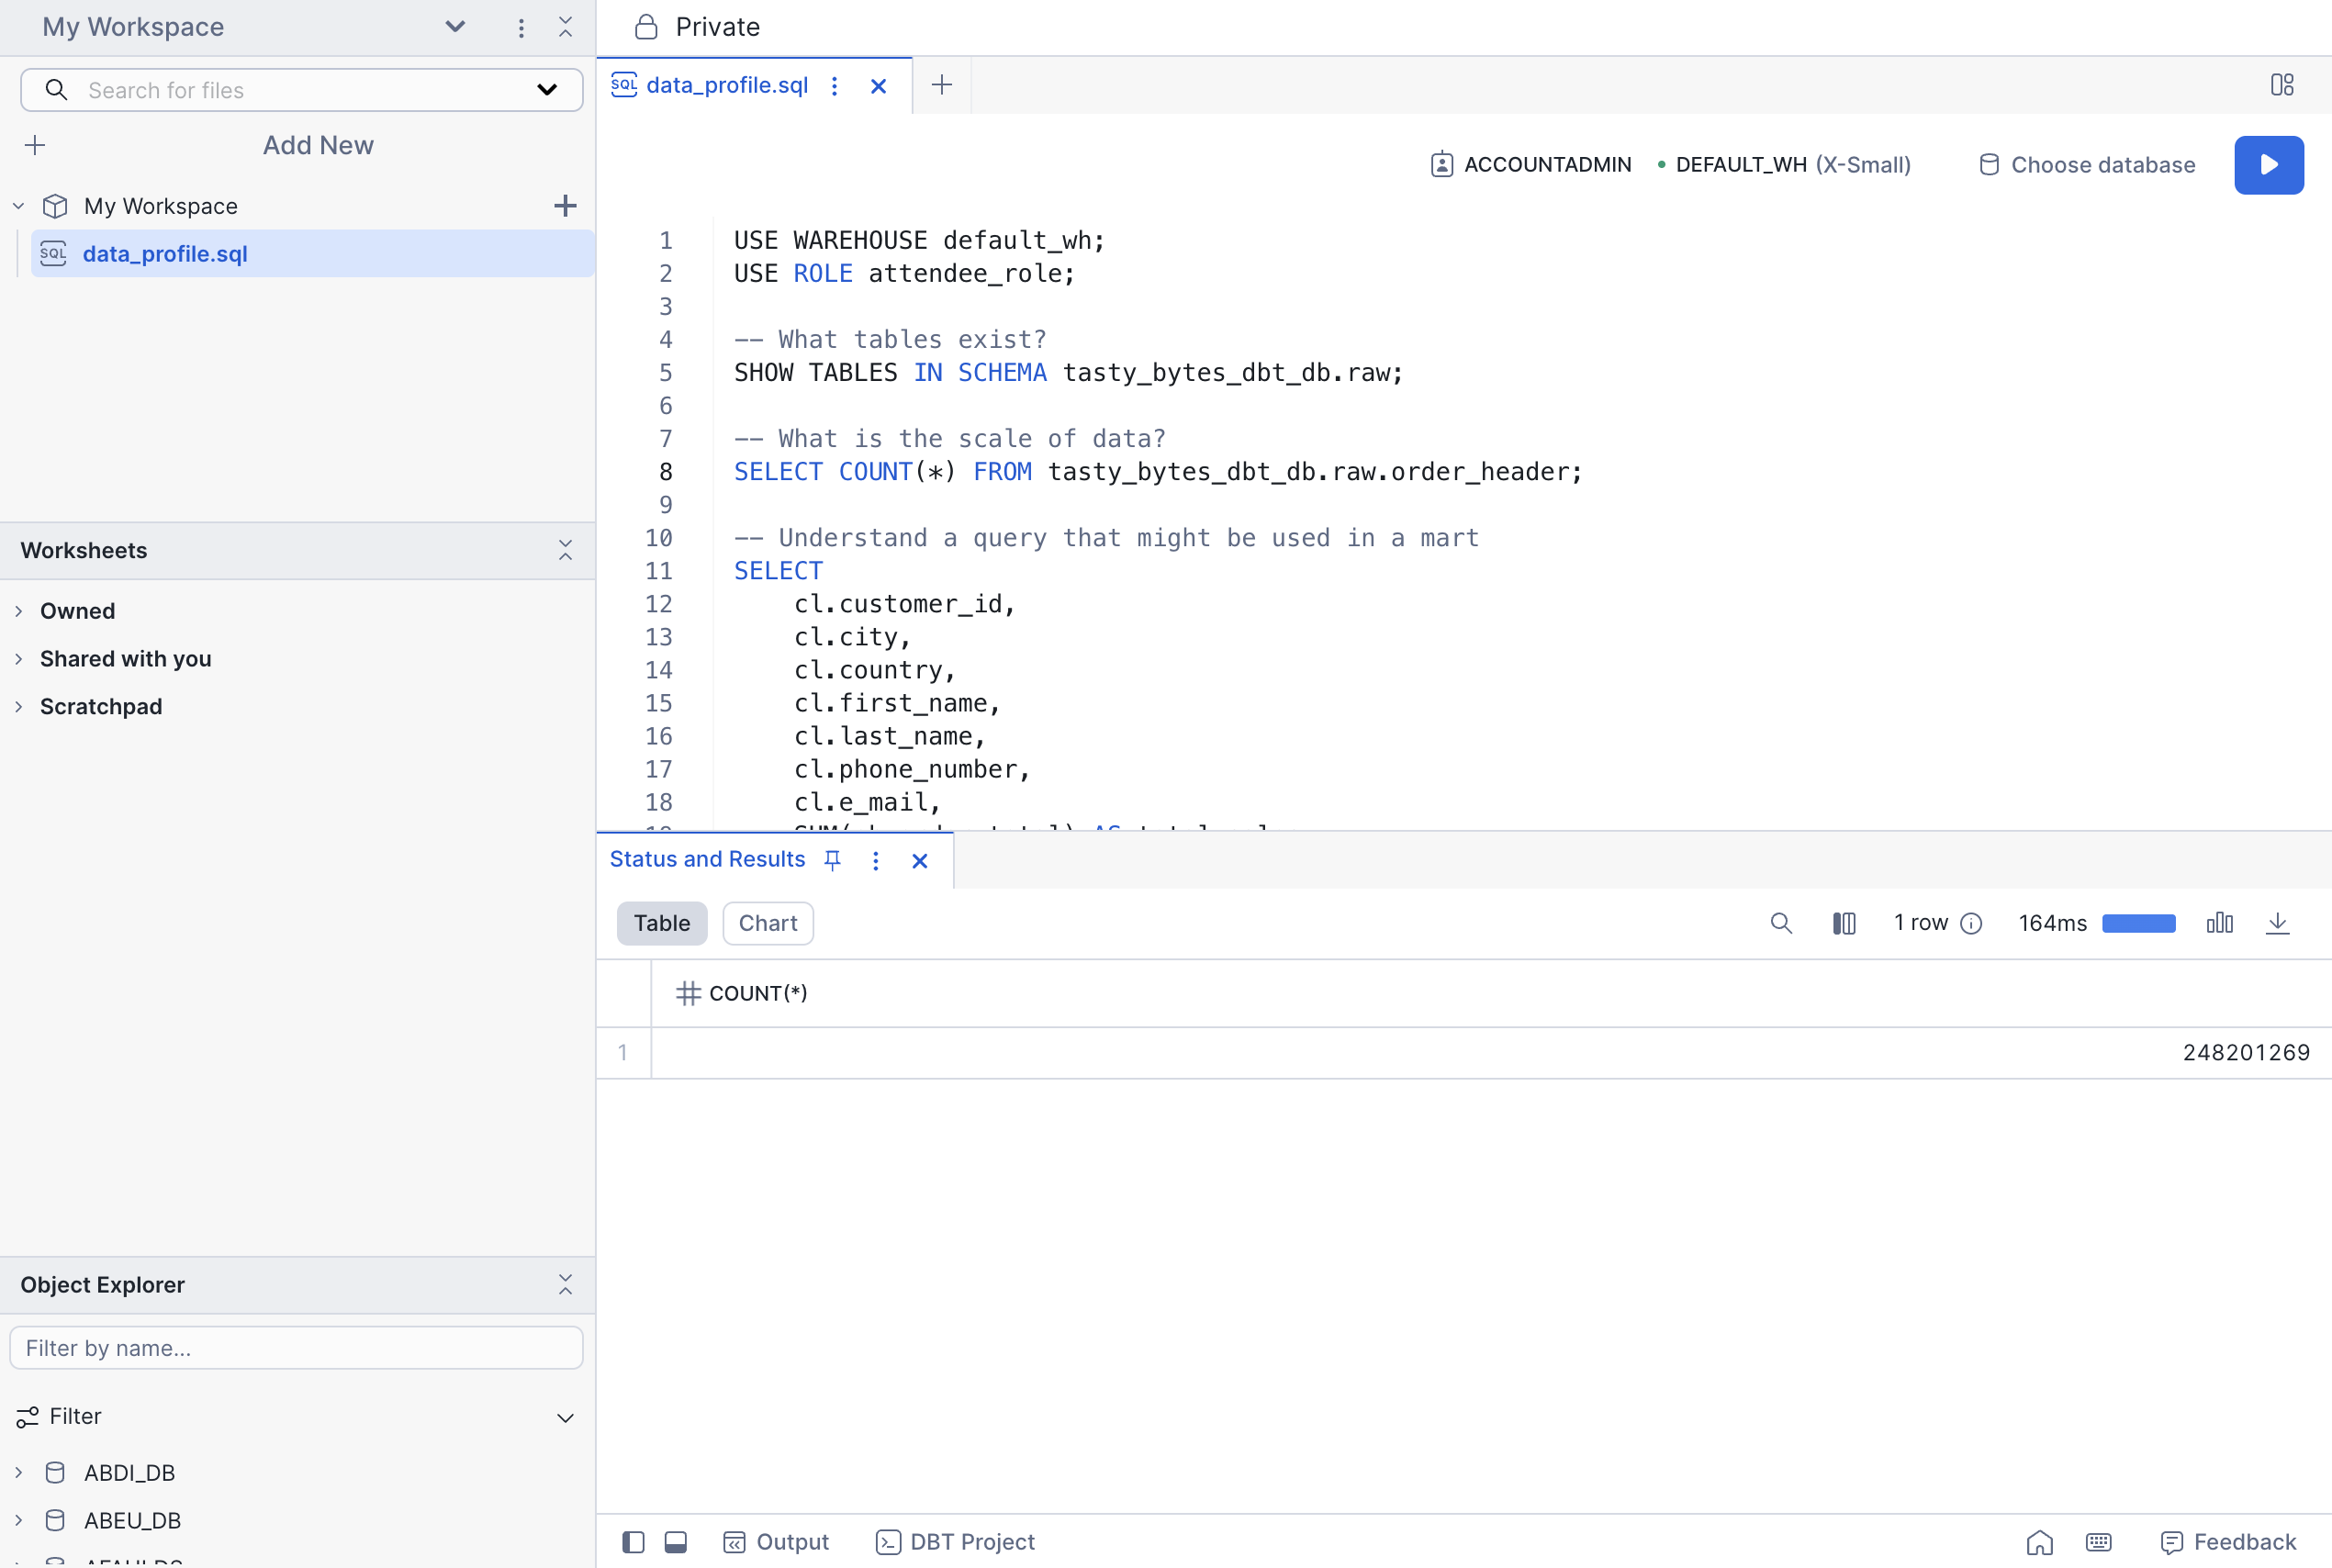 My Workspace
Private
Search for files
SQL data_profile.sql
Add New
ACCOUNTADMIN DEFAULT_WH (X-Small) Choose database
My Workspace
SQL data_profile.sql
1 USE WAREHOUSE default_wh;
2 USE ROLE attendee_role;
3
4 -- What tables exist?
5 SHOW TABLES IN SCHEMA tasty_bytes_dbt_db.raw;
6
7 -- What is the scale of data?
8 SELECT COUNT(*) FROM tasty_bytes_dbt_db.raw.order_header;
9
10 -- Understand a query that might be used in a mart
11 SELECT
12 cl.customer_id,
13 cl.city,
14 cl.country,
15 cl.first_name,
16 cl.last_name,
17 cl.phone_number,
18 cl.e_mail,
Worksheets
Owned
Shared with you
Scratchpad
Status and Results
Table Chart 1 row 164ms
COUNT(*)
1 248201269
Object Explorer
Filter by name...
Filter
ABDI_DB
ABEU_DB
Output DBT Project Feedback